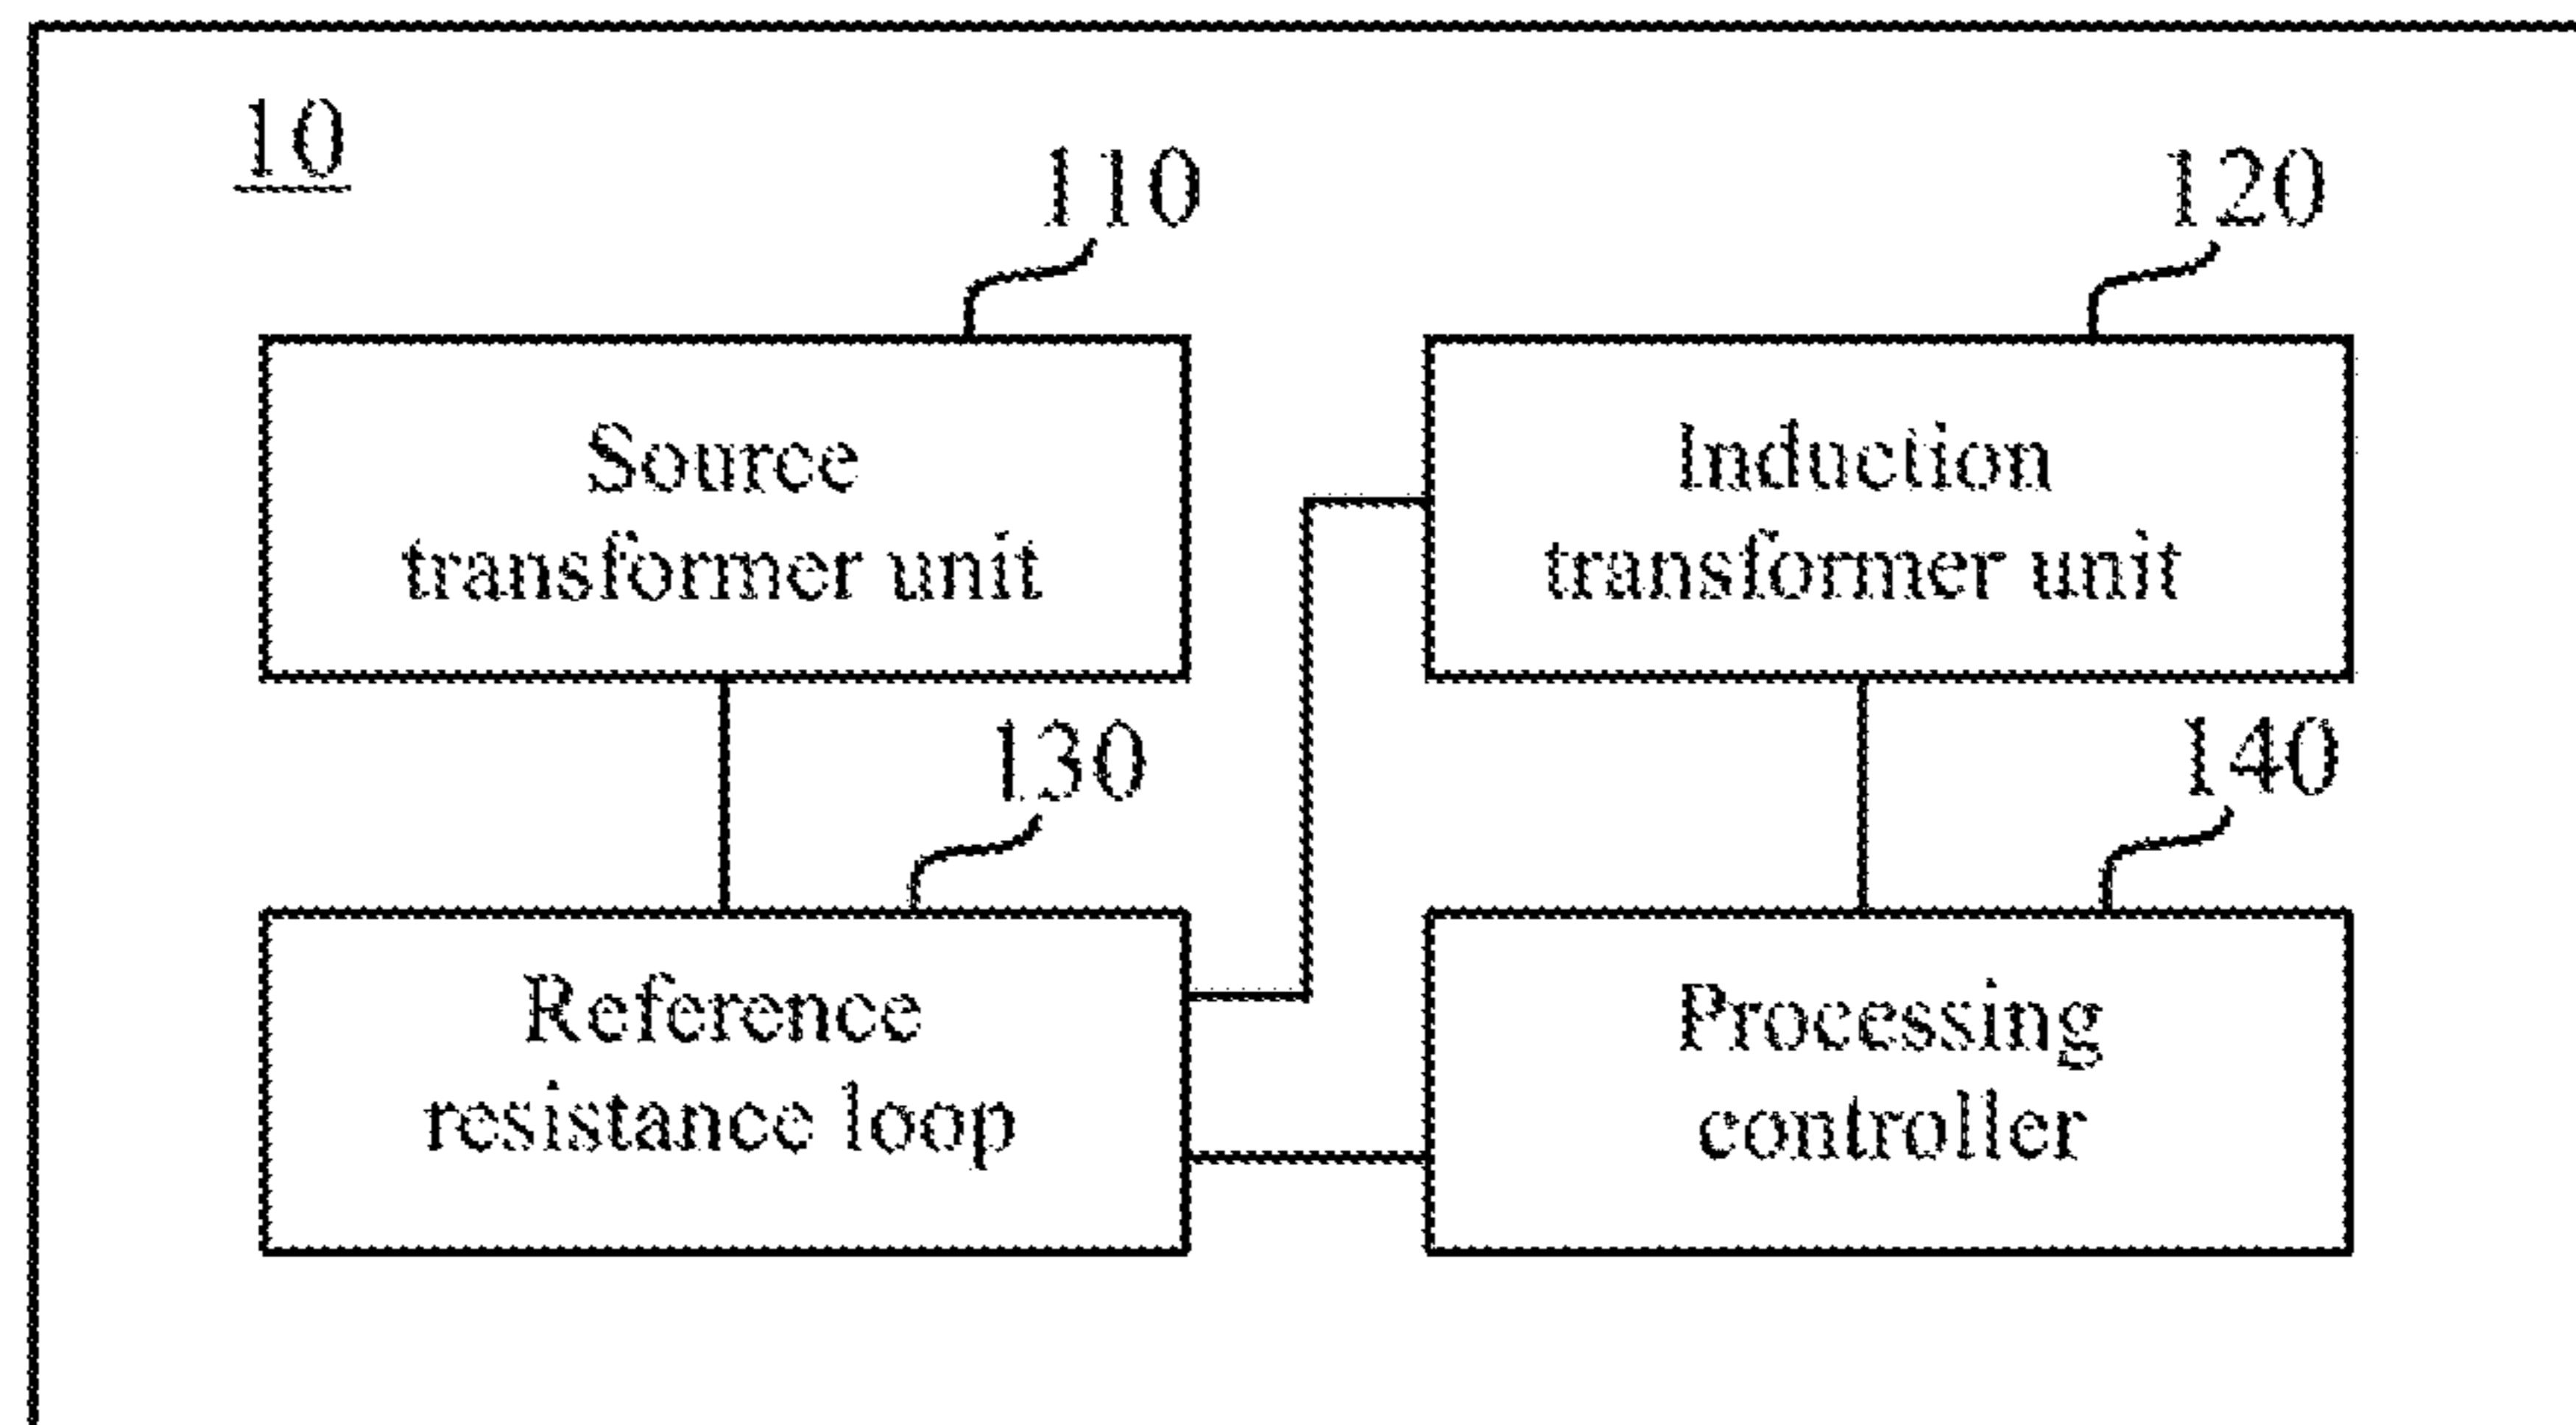 10
110
120
Source
transformer unit
Induction
transformer unit
130
140
Reference
resistance loop
Processing
controller